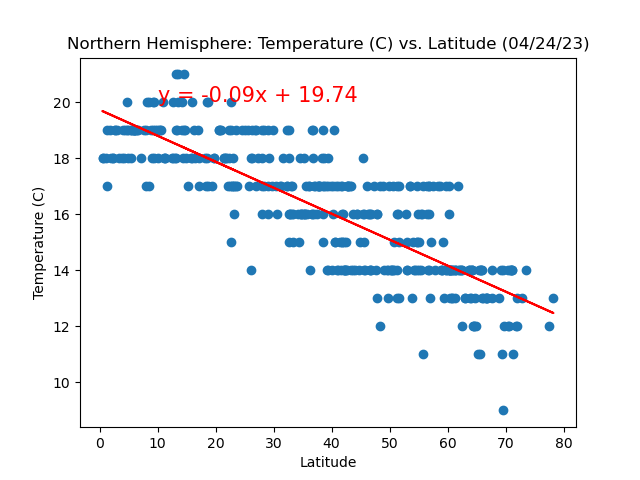 Northern Hemisphere: Temperature (C) vs. Latitude (04/24/23)
y = -0.09x + 19.74
Temperature (C)
20
18
16
14
12
10
0 10 20 30 40 50 60 70 80
Latitude